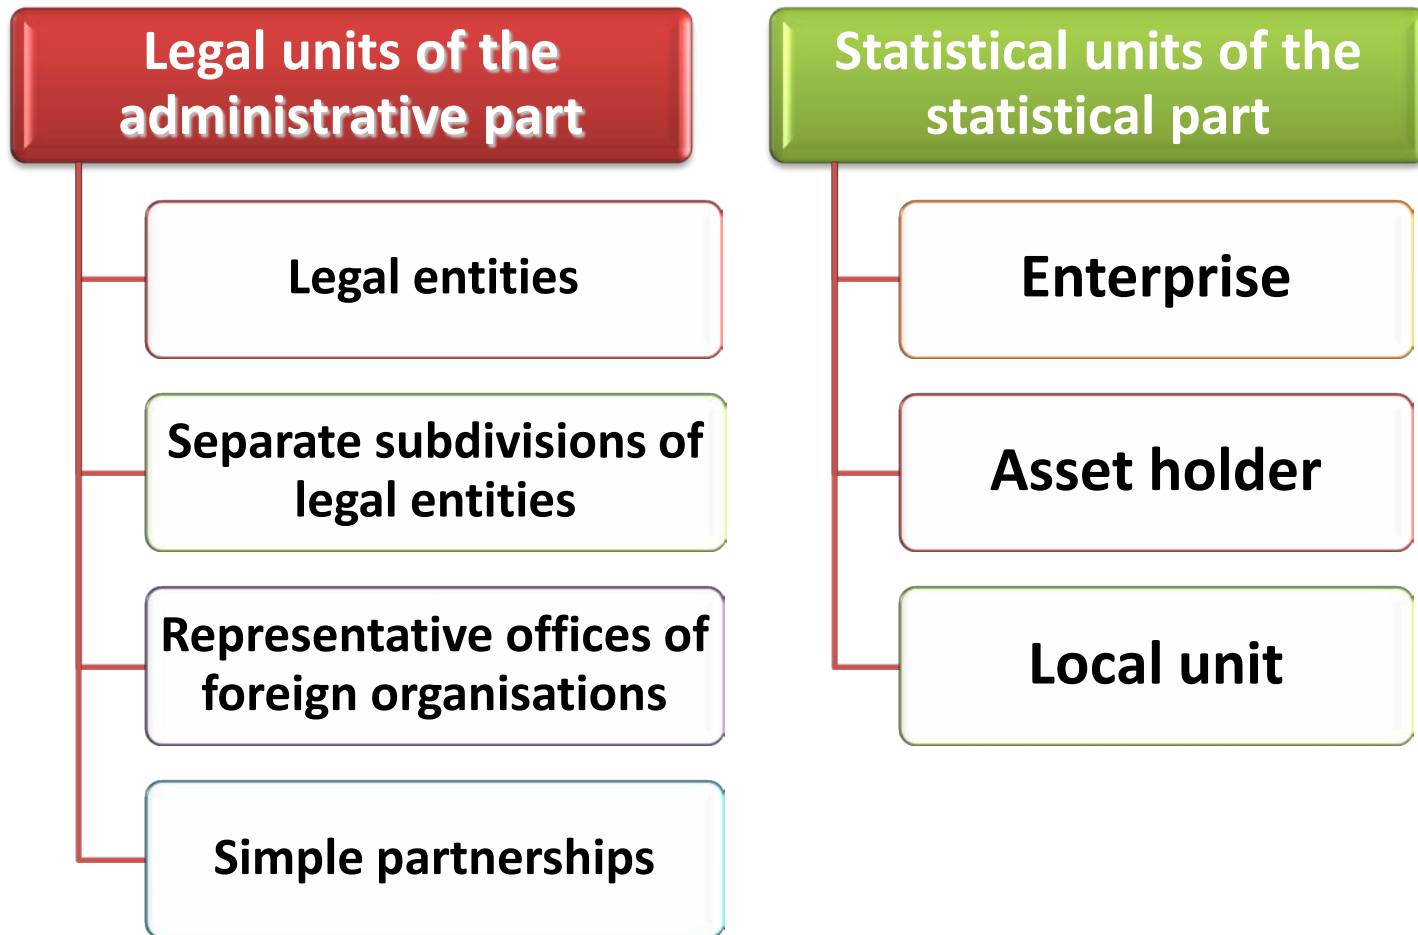 Legal units of the
administrative part
Legal entities
Separate subdivisions of
legal entities
Representative offices of
foreign organisations
Simple partnerships
Statistical units of the
statistical part
Enterprise
Asset holder
Local unit